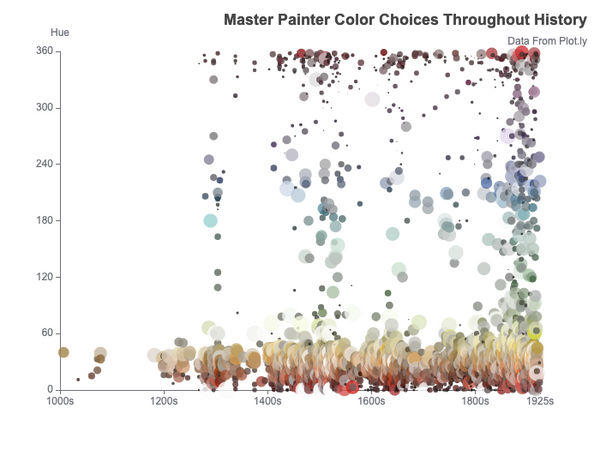 Master Painter Color Choices Throughout History
Data From Plot.ly
Hue
360
300
240
180
120
60
0
1000s 1200s 1400s 1600s 1800s 1925s